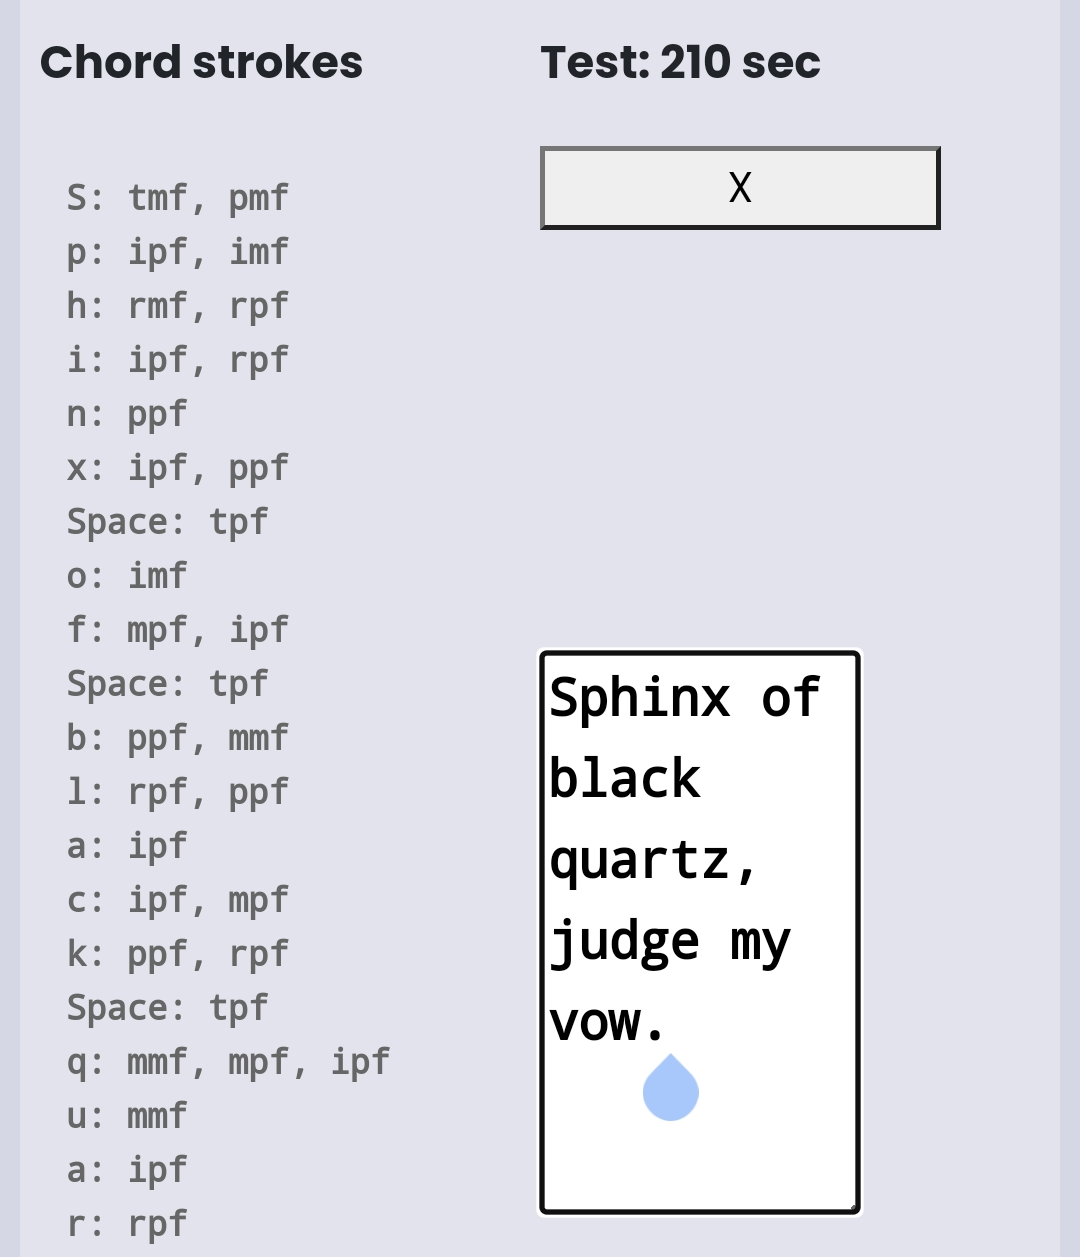 Chord strokes
S: tmf, pmf
p: ipf, imf
h: rmf, rpf
i: ipf, rpf
n: ppf
x: ipf, ppf
Space: tpf
o: imf
f: mpf, ipf
Space: tpf
b: ppf, mmf
l: rpf, ppf
a: ipf
c: ipf, mpf
k: ppf, rpf
Space: tpf
q: mmf, mpf, ipf
u: mmf
a: ipf
r: rpf
Test: 210 sec
X
Sphinx of
black
quartz,
judge my
vow.